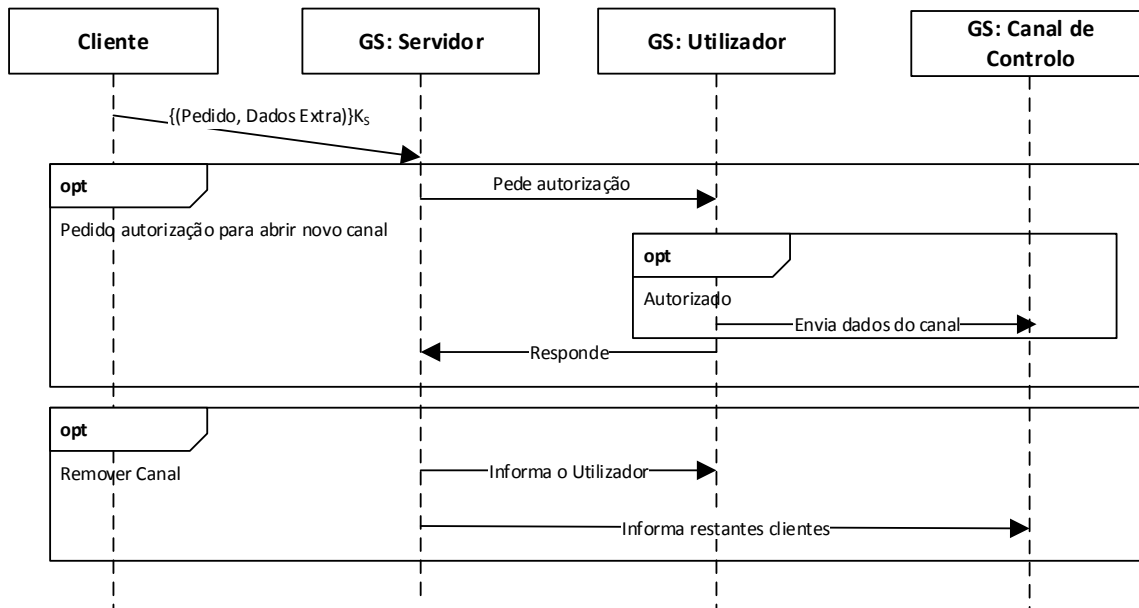 Cliente
GS: Servidor
GS: Utilizador
GS: Canal de
Controlo
{(Pedido, Dados Extra)}Ks
opt
Pede autorização
Pedido autorização para abrir novo canal
opt
Autorizado
Envia dados do canal
Responde
opt
Remover Canal
Informa o Utilizador
Informa restantes clientes